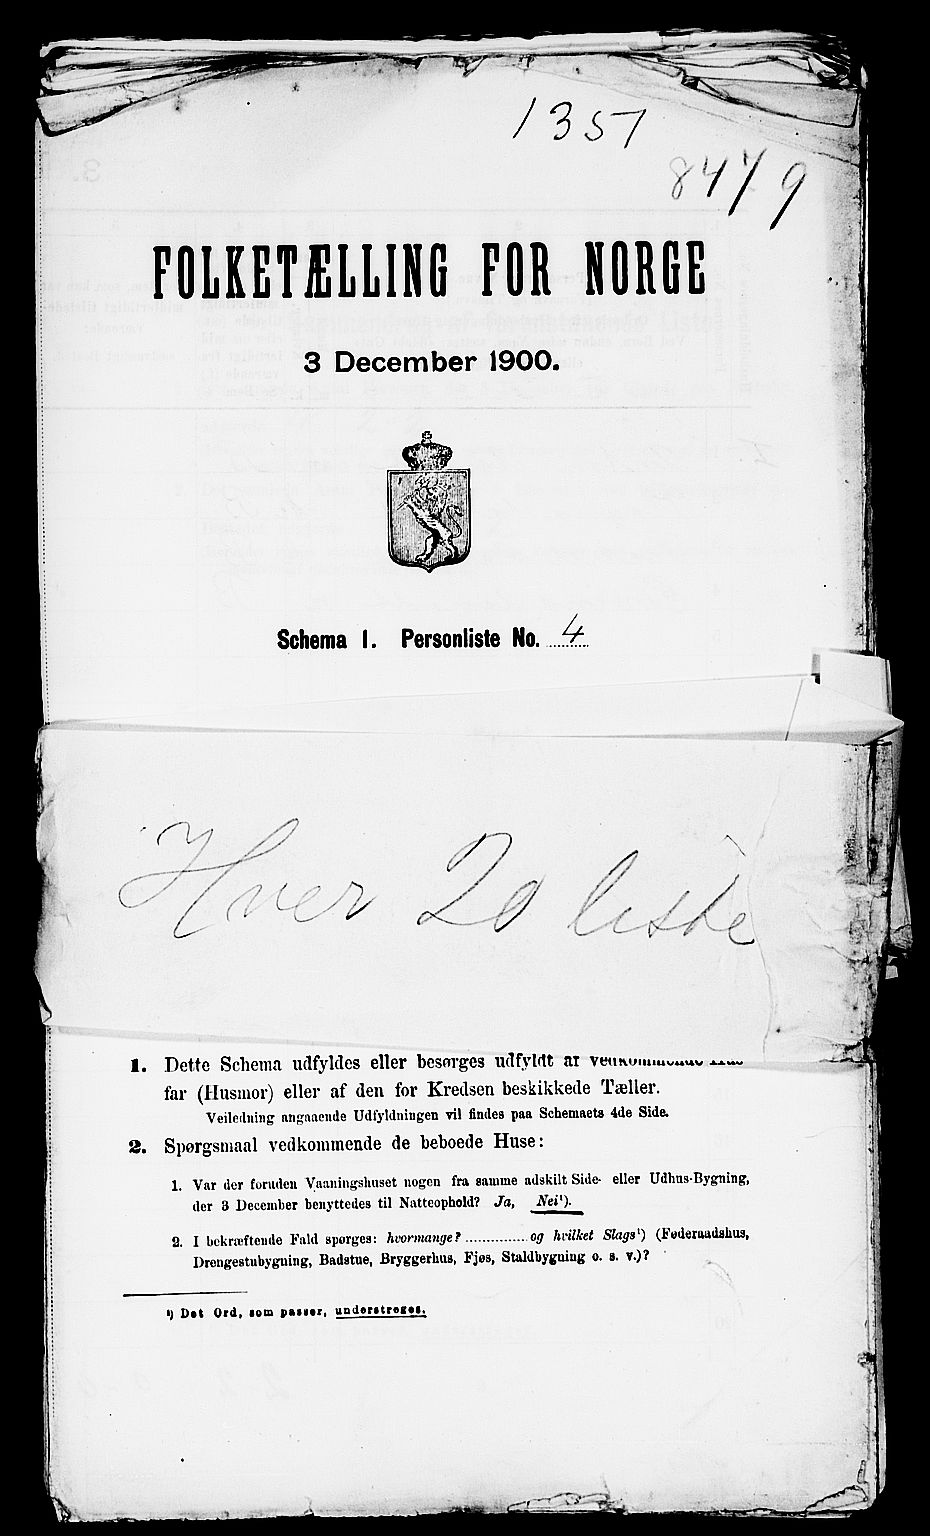 1357
8479
FOLKETÆLLING FOR NORGE
3 December 1900.
Schema 1. Personliste No. 4
Hver 20 liste
1. Dette Schema udfyldes eller besørges udfyldt af vedkommende
far (Husmor) eller af den for Kredsen beskikkede Tæller.
Veiledning angaaende Udfyldningen vil findes paa Schemaets 4de Side.
2. Spørgsmaal vedkommende de beboede Huse:
1. Var der foruden Vaaningshuset nogen fra samme adskilt Side- eller Udhus-Bygning,
der 3 December benyttedes til Natteophold? Ja, Nei¹).
2. I bekræftende Fald spørges: hvormange? ............... og hvilket Slags¹) (Føderaadshus,
Drengestubygning, Badstue, Bryggerhus, Fjøs, Staldbygning o. s. v.)?
¹) Det Ord, som passer, understreges.